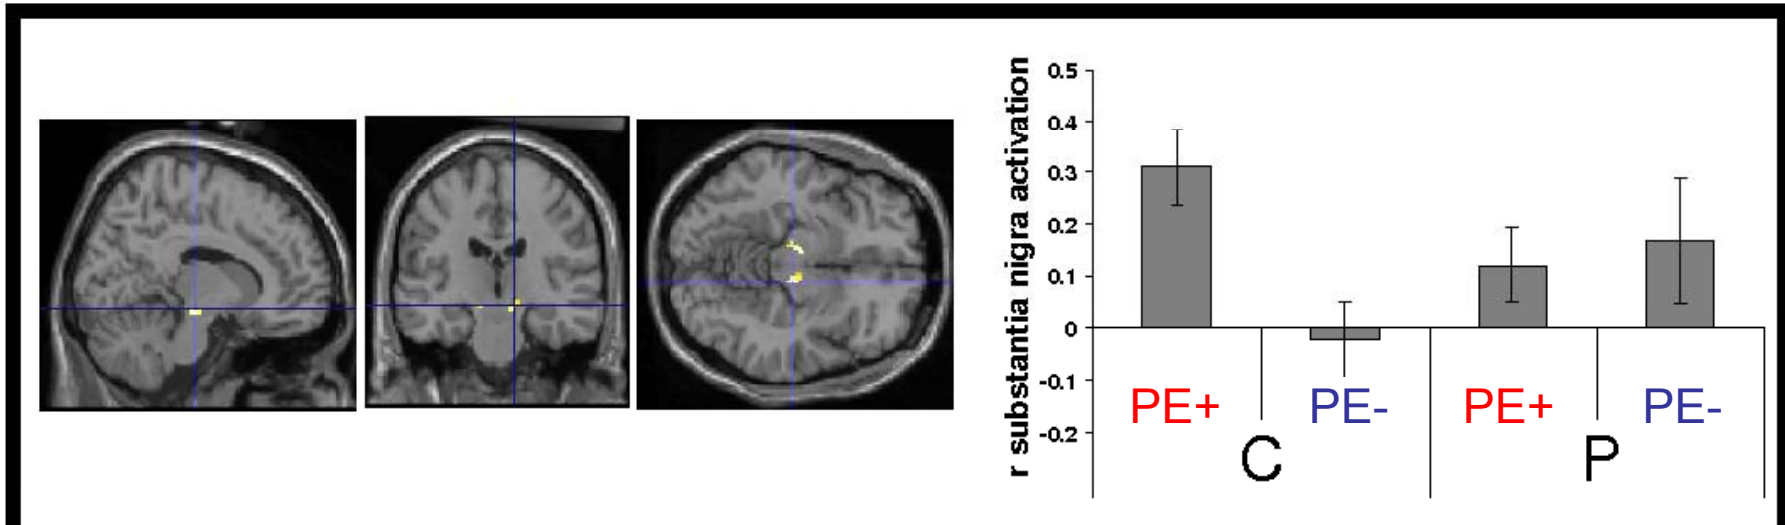 r substantia nigra activation
0.5
0.4
0.3
0.2
0.1
0
-0.1
-0.2
PE+ PE- PE+ PE-
C P